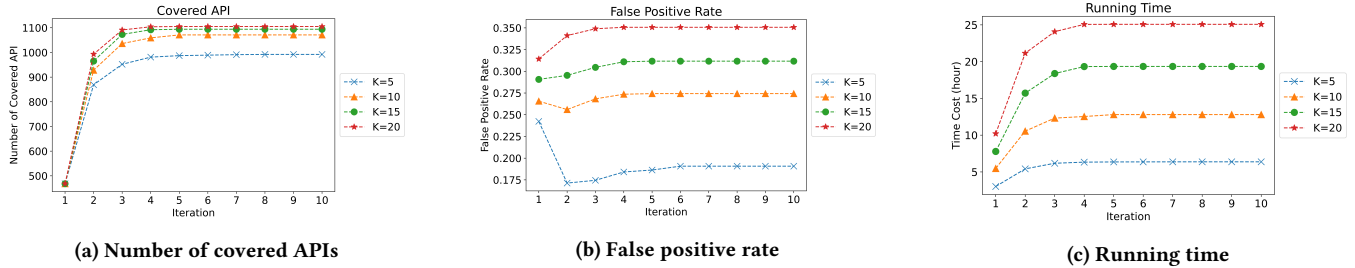 Covered API
Number of Covered API
1100
1000
900
800
700
600
500
1 2 3 4 5 6 7 8 9 10
Iteration
K=5
K=10
K=15
K=20
(a) Number of covered APIs
False Positive Rate
False Positive Rate
0.350
0.325
0.300
0.275
0.250
0.225
0.200
0.175
1 2 3 4 5 6 7 8 9 10
Iteration
K=5
K=10
K=15
K=20
(b) False positive rate
Running Time
Time Cost (hour)
25
20
15
10
5
1 2 3 4 5 6 7 8 9 10
Iteration
K=5
K=10
K=15
K=20
(c) Running time